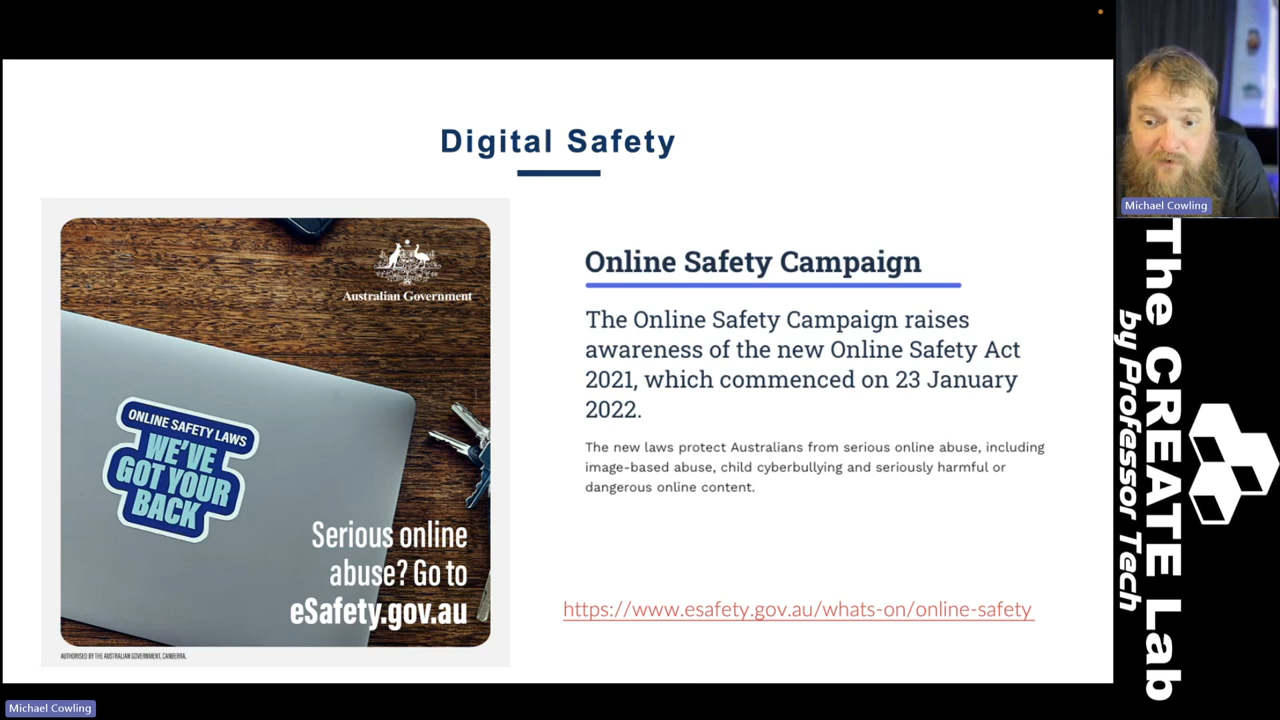 Digital Safety
Australian Government
ONLINE SAFETY LAWS
WE'VE
GOT YOUR
BACK
Serious online
abuse? Go to
eSafety.gov.au
AUTHORISED BY THE AUSTRALIAN GOVERNMENT, CANBERRA.
Online Safety Campaign
The Online Safety Campaign raises
awareness of the new Online Safety Act
2021, which commenced on 23 January
2022.
The new laws protect Australians from serious online abuse, including
image-based abuse, child cyberbullying and seriously harmful or
dangerous online content.
https://www.esafety.gov.au/whats-on/online-safety
Michael Cowling
The CREATE Lab
by Professor Tech
Michael Cowling